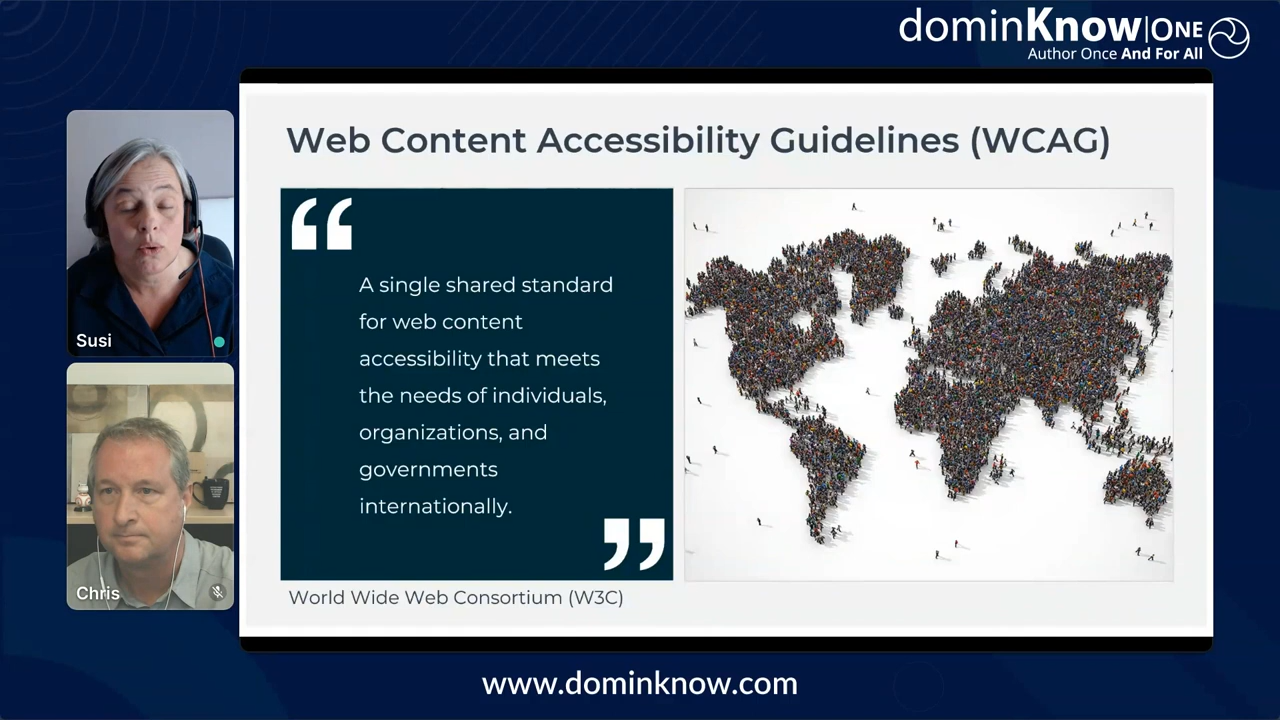 dominKnow|ONE
Author Once And For All
Web Content Accessibility Guidelines (WCAG)
“
A single shared standard
for web content
accessibility that meets
the needs of individuals,
organizations, and
governments
internationally.
”
World Wide Web Consortium (W3C)
Susi
Chris
www.dominknow.com